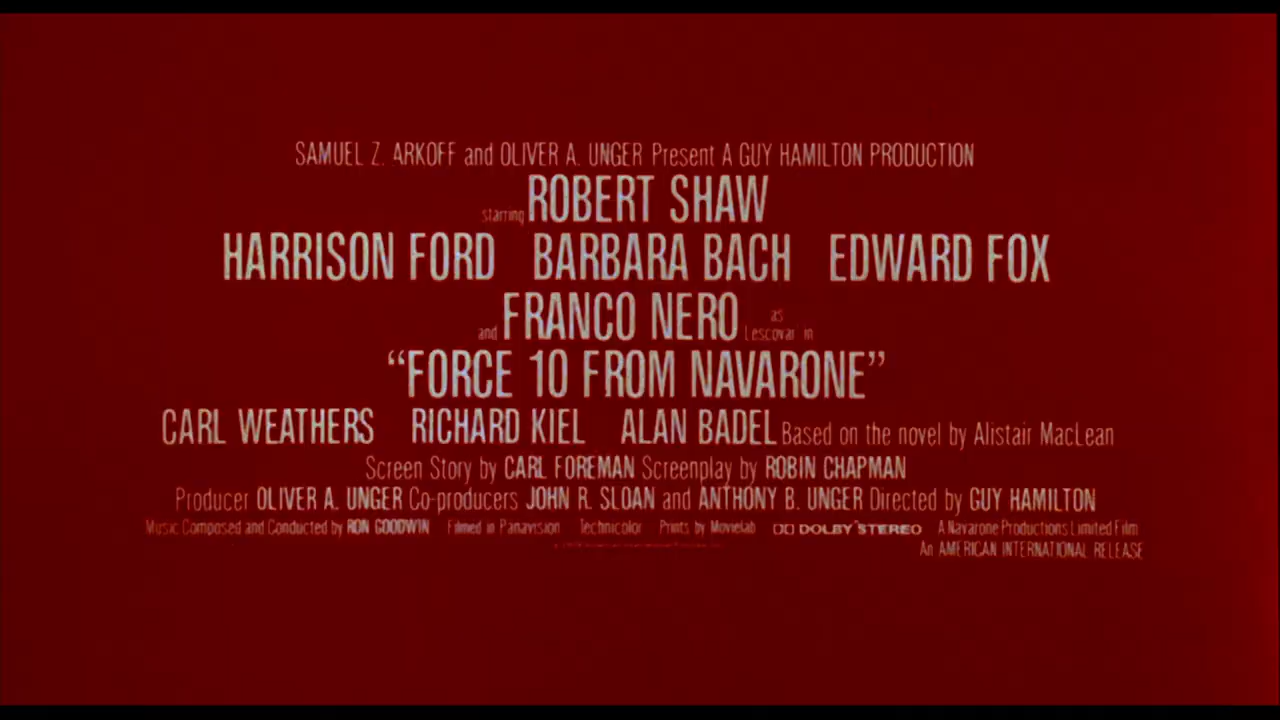 SAMUEL Z. ARKOFF and OLIVER A. UNGER Present A GUY HAMILTON PRODUCTION
starring ROBERT SHAW
HARRISON FORD BARBARA BACH EDWARD FOX
and FRANCO NERO as Lescovar in
“FORCE 10 FROM NAVARONE”
CARL WEATHERS RICHARD KIEL ALAN BADEL Based on the novel by Alistair MacLean
Screen Story by CARL FOREMAN Screenplay by ROBIN CHAPMAN
Producer OLIVER A. UNGER Co-producers JOHN R. SLOAN and ANTHONY B. UNGER Directed by GUY HAMILTON
Music Composed and Conducted by RON GOODWIN Filmed in Panavision Technicolor Prints by Movielab DOLBY STEREO A Navarone Productions Limited Film
An AMERICAN INTERNATIONAL RELEASE